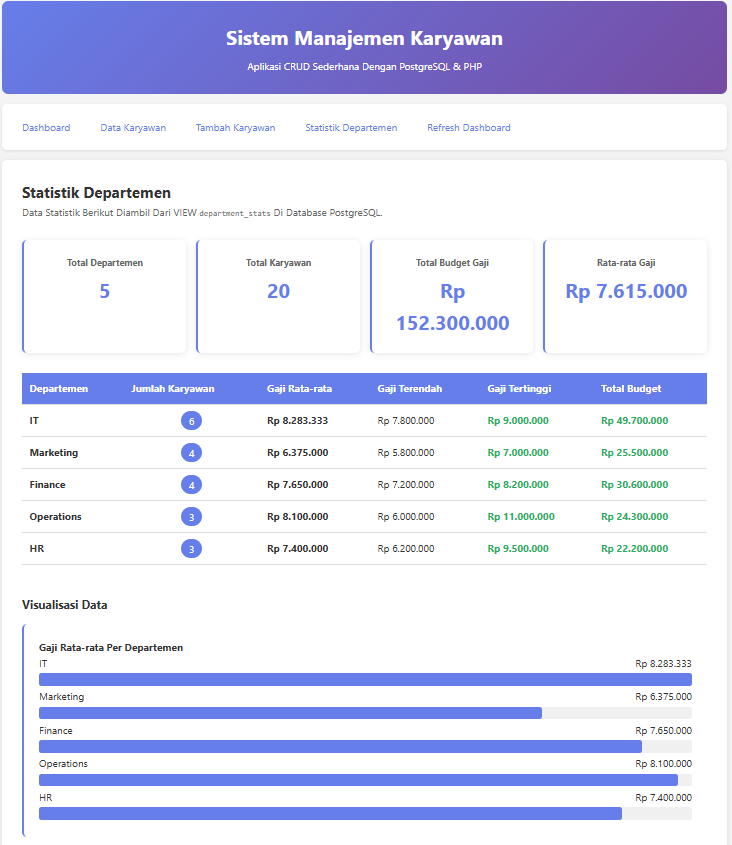 Sistem Manajemen Karyawan
Aplikasi CRUD Sederhana Dengan PostgreSQL & PHP
Dashboard Data Karyawan Tambah Karyawan Statistik Departemen Refresh Dashboard
Statistik Departemen
Data Statistik Berikut Diambil Dari VIEW department_stats Di Database PostgreSQL.
Total Departemen
5
Total Karyawan
20
Total Budget Gaji
Rp
152.300.000
Rata-rata Gaji
Rp 7.615.000
Departemen Jumlah Karyawan Gaji Rata-rata Gaji Terendah Gaji Tertinggi Total Budget
IT 6 Rp 8.283.333 Rp 7.800.000 Rp 9.000.000 Rp 49.700.000
Marketing 4 Rp 6.375.000 Rp 5.800.000 Rp 7.000.000 Rp 25.500.000
Finance 4 Rp 7.650.000 Rp 7.200.000 Rp 8.200.000 Rp 30.600.000
Operations 3 Rp 8.100.000 Rp 6.000.000 Rp 11.000.000 Rp 24.300.000
HR 3 Rp 7.400.000 Rp 6.200.000 Rp 9.500.000 Rp 22.200.000
Visualisasi Data
Gaji Rata-rata Per Departemen
IT Rp 8.283.333
Marketing Rp 6.375.000
Finance Rp 7.650.000
Operations Rp 8.100.000
HR Rp 7.400.000